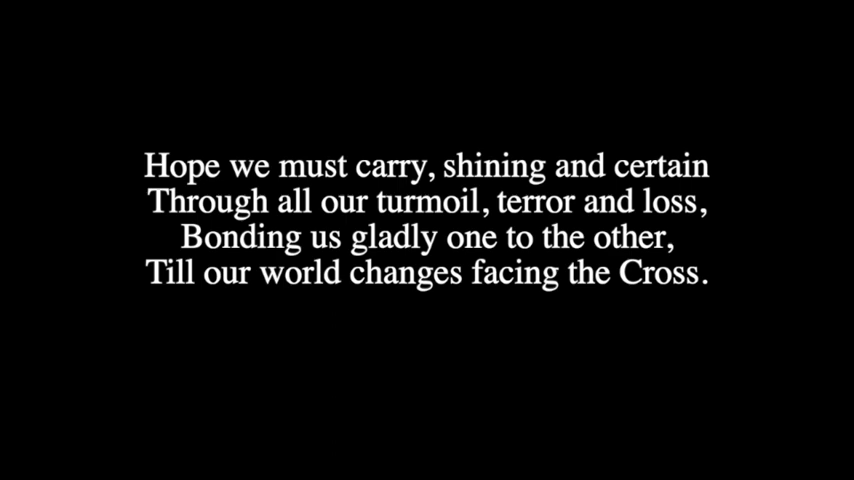 Hope we must carry, shining and certain
Through all our turmoil, terror and loss,
Bonding us gladly one to the other,
Till our world changes facing the Cross.